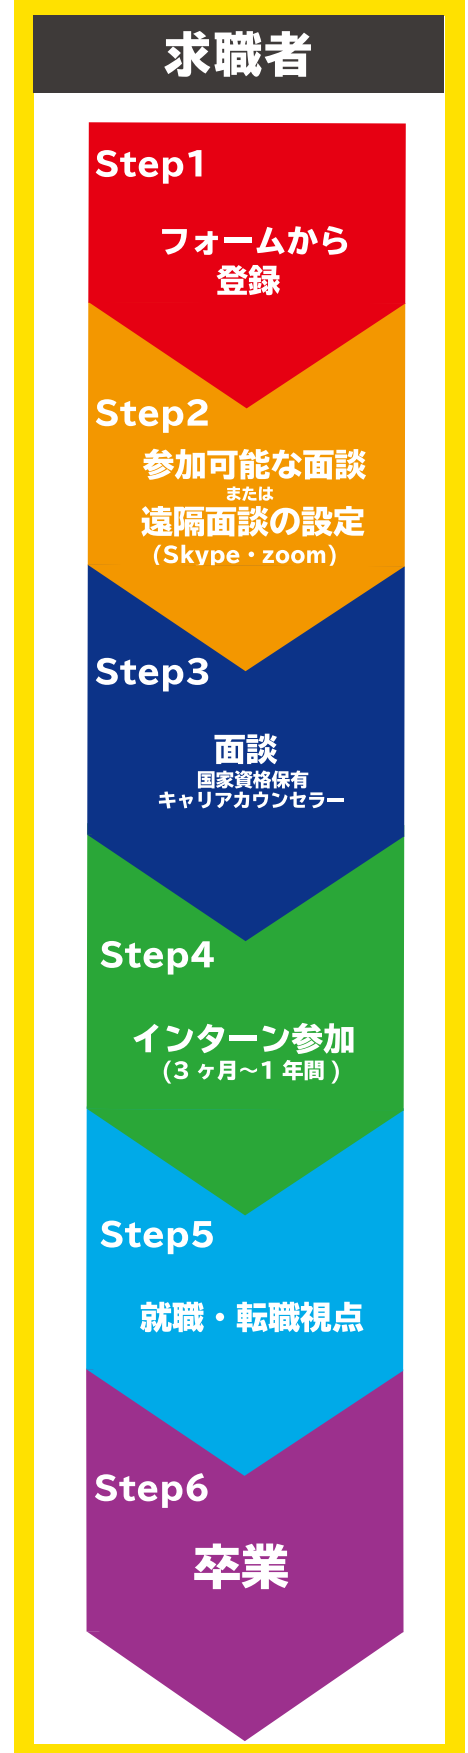 求職者
Step1
フォームから
登録
Step2
参加可能な面談
または
遠隔面談の設定
(Skype・zoom)
Step3
面談
国家資格保有
キャリアカウンセラー
Step4
インターン参加
(3 ヶ月～1 年間 )
Step5
就職・転職視点
Step6
卒業